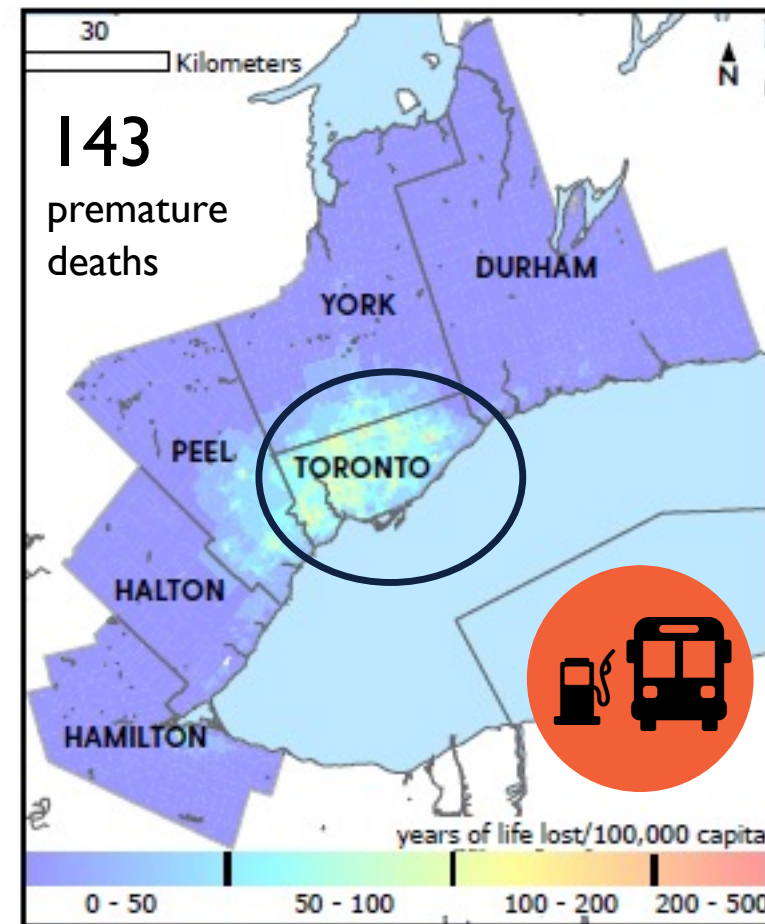 30
Kilometers
N
143
premature
deaths
DURHAM
YORK
PEEL
TORONTO
HALTON
HAMILTON
years of life lost/100,000 capita
0 - 50
50 - 100
100 - 200
200 - 500